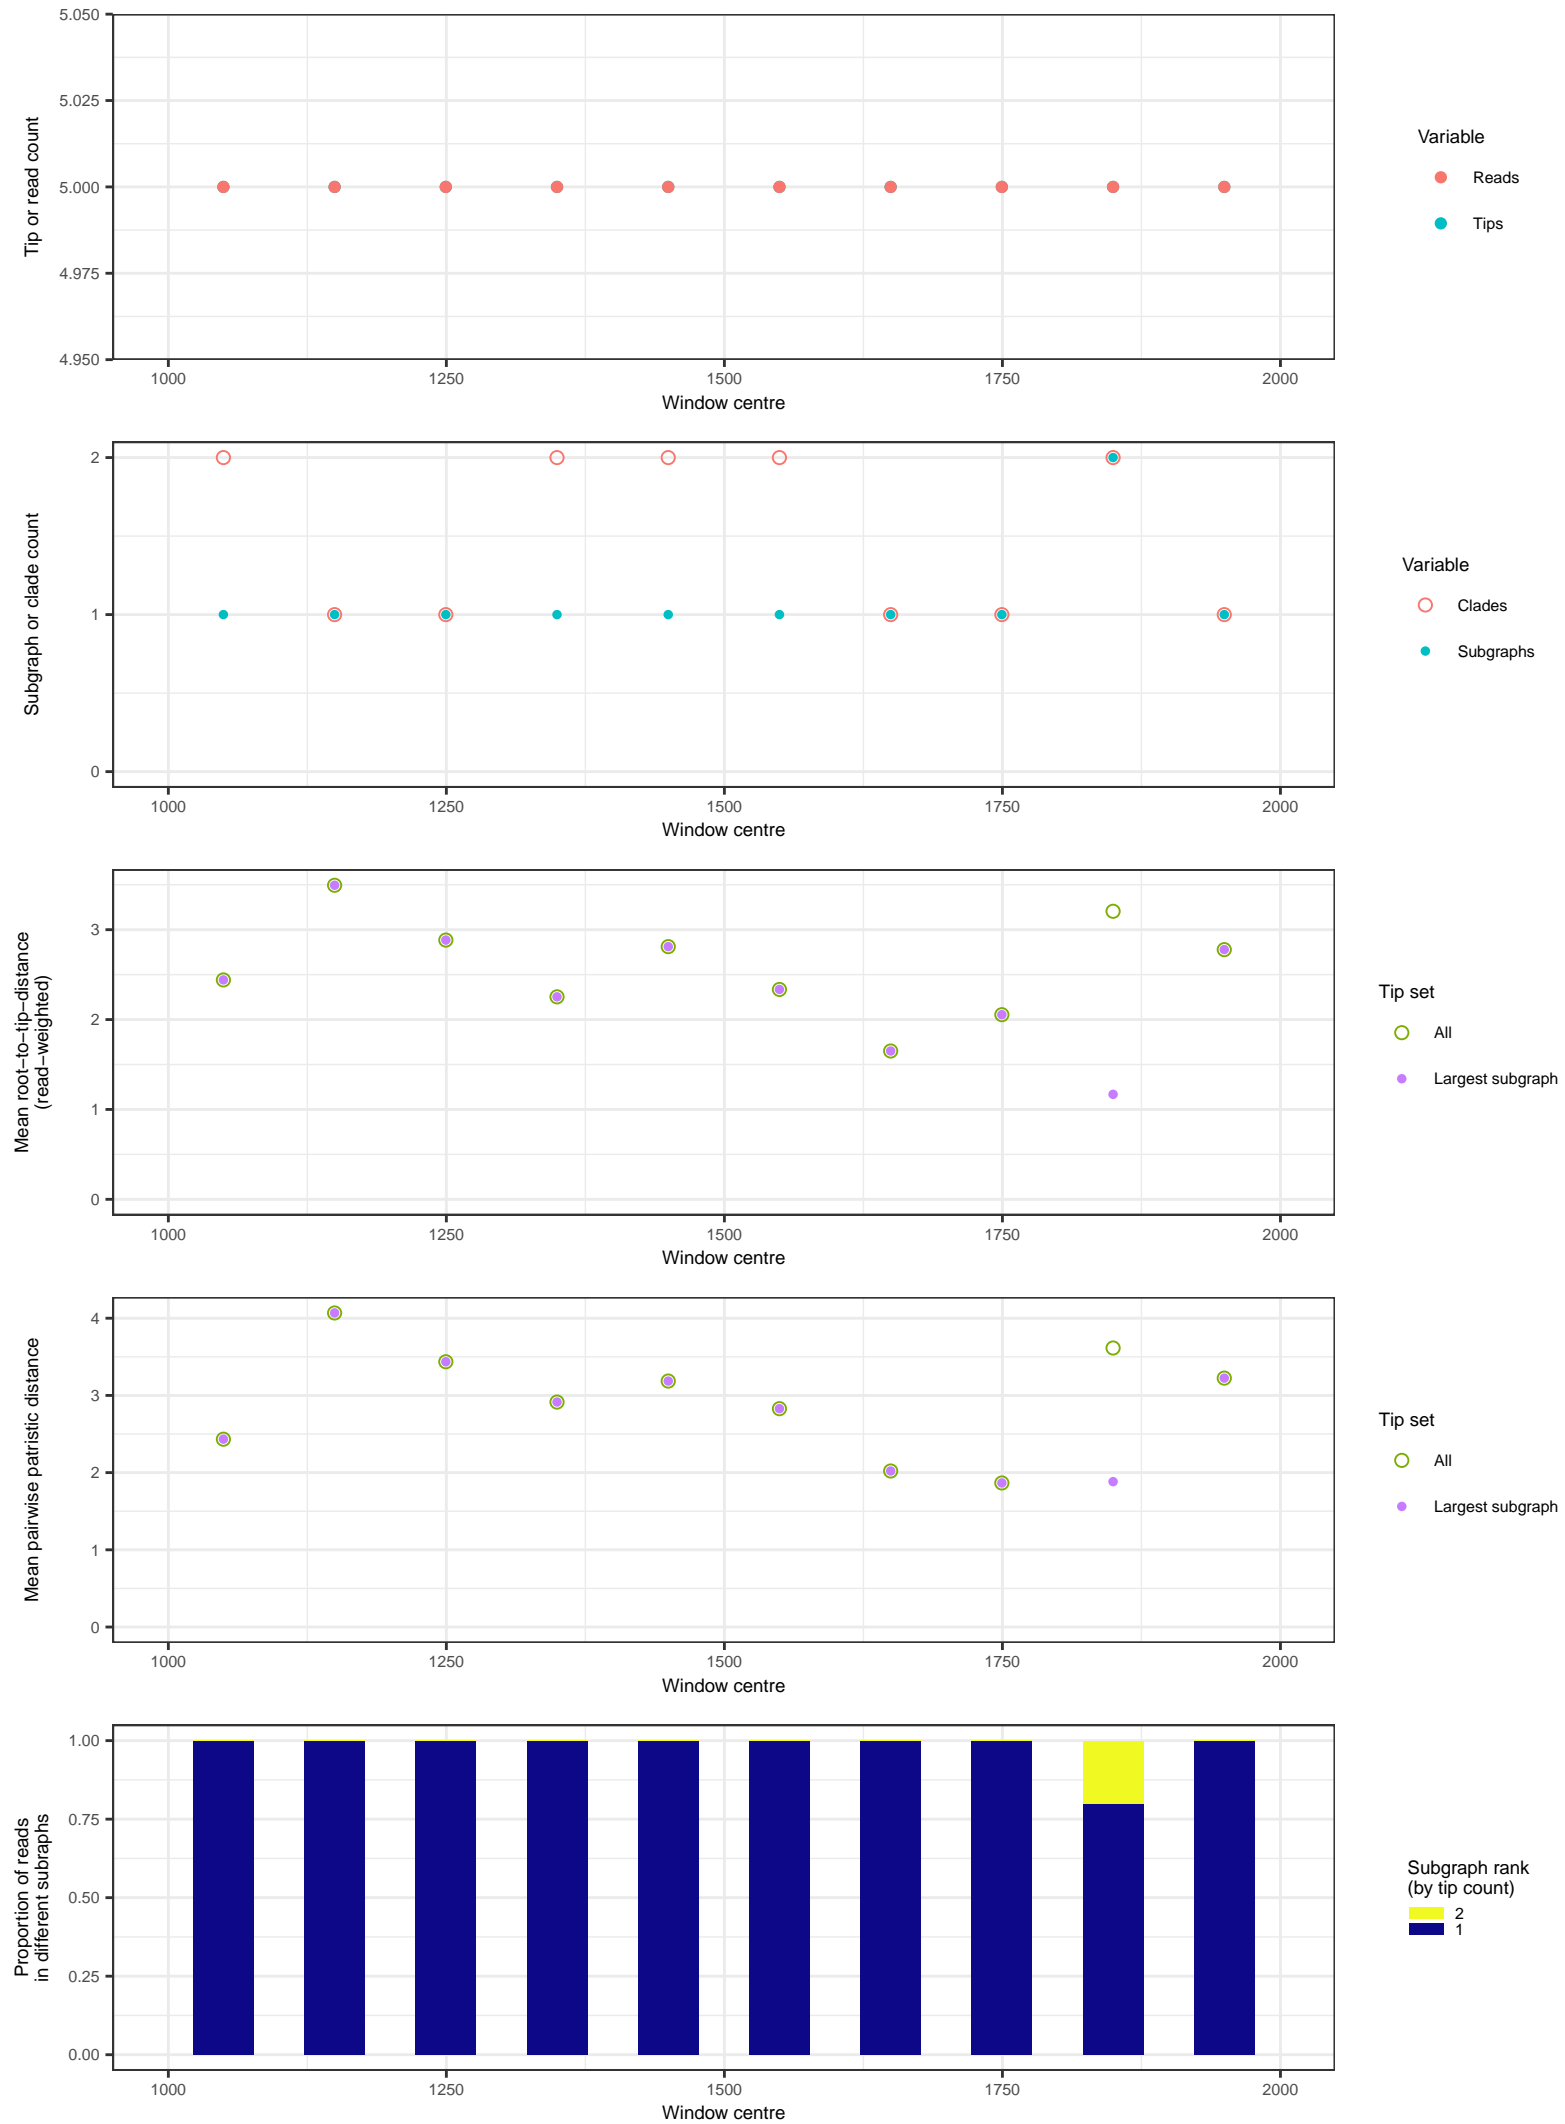 Tip or read count
5.050
5.025
5.000
4.975
4.950
1000 1250 1500 1750 2000
Window centre
Variable
Reads
Tips
Subgraph or clade count
2
1
0
1000 1250 1500 1750 2000
Window centre
Variable
Clades
Subgraphs
Mean root−to−tip−distance
(read−weighted)
3
2
1
0
1000 1250 1500 1750 2000
Window centre
Tip set
All
Largest subgraph
Mean pairwise patristic distance
4
3
2
1
0
1000 1250 1500 1750 2000
Window centre
Tip set
All
Largest subgraph
Proportion of reads
in different subraphs
1.00
0.75
0.50
0.25
0.00
1000 1250 1500 1750 2000
Window centre
Subgraph rank
(by tip count)
2
1